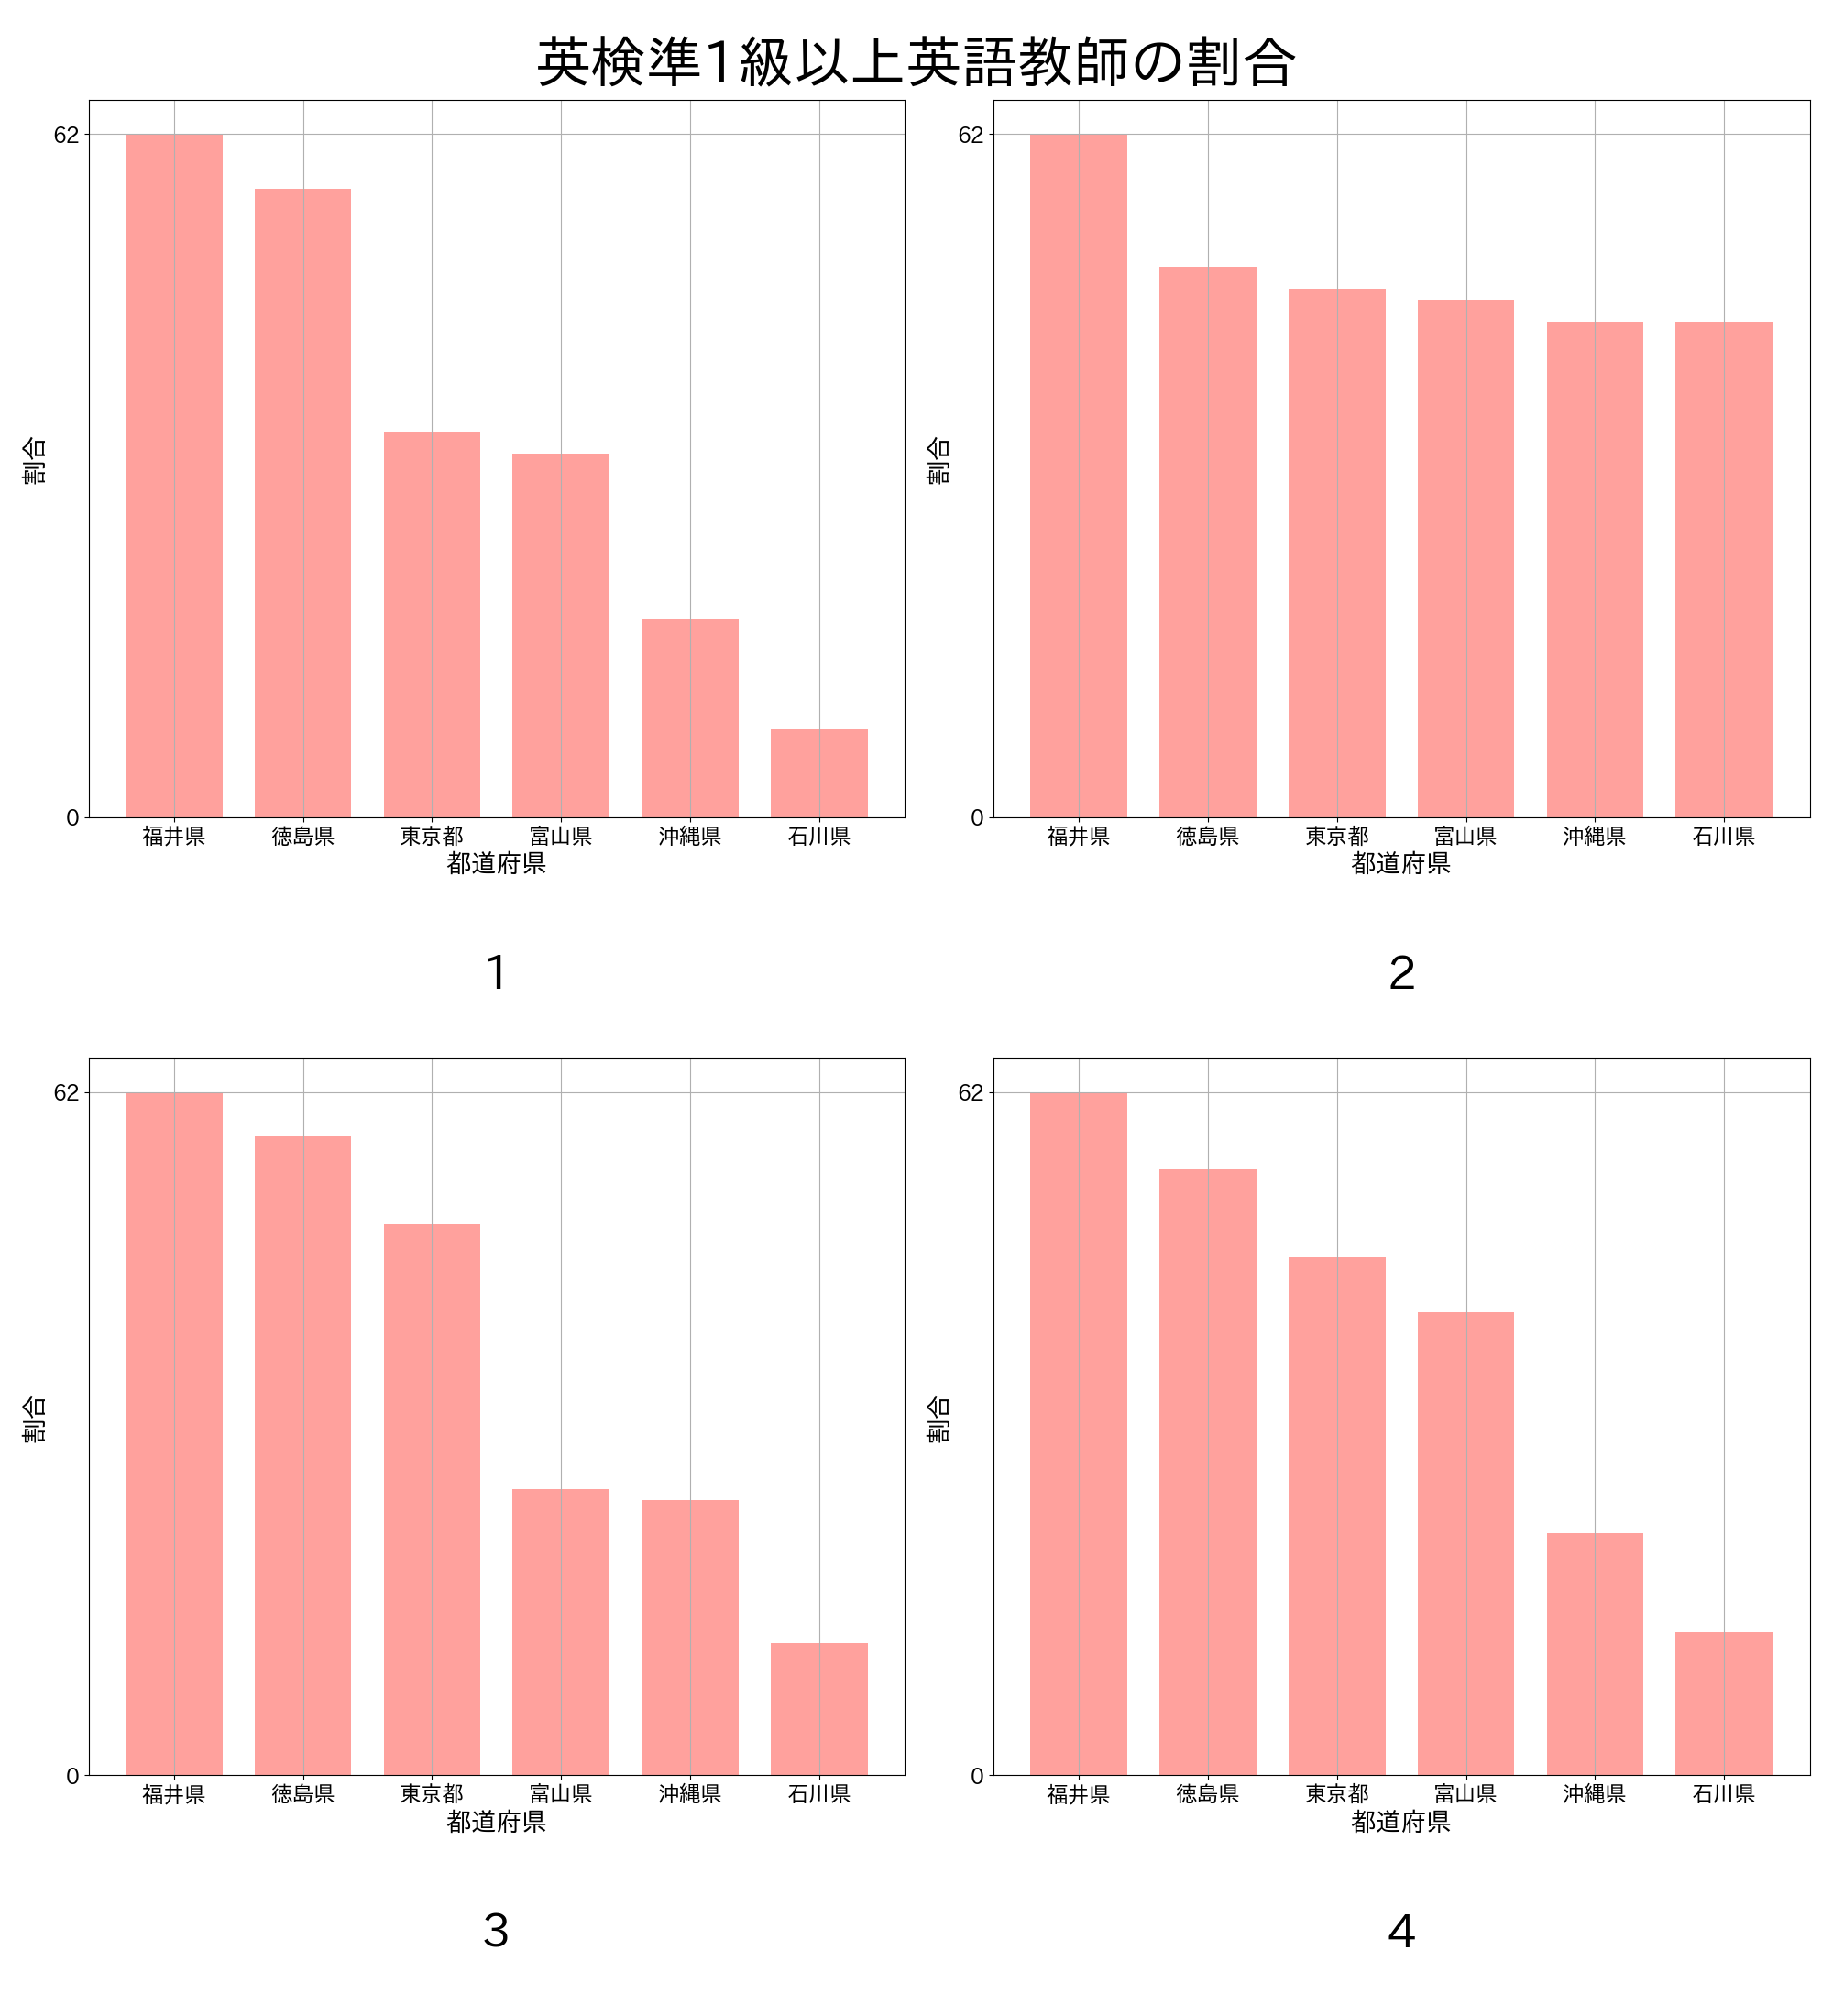 英検準1級以上英語教師の割合
62
0
割合
福井県 徳島県 東京都 富山県 沖縄県 石川県
都道府県
1
62
0
割合
福井県 徳島県 東京都 富山県 沖縄県 石川県
都道府県
2
62
0
割合
福井県 徳島県 東京都 富山県 沖縄県 石川県
都道府県
3
62
0
割合
福井県 徳島県 東京都 富山県 沖縄県 石川県
都道府県
4